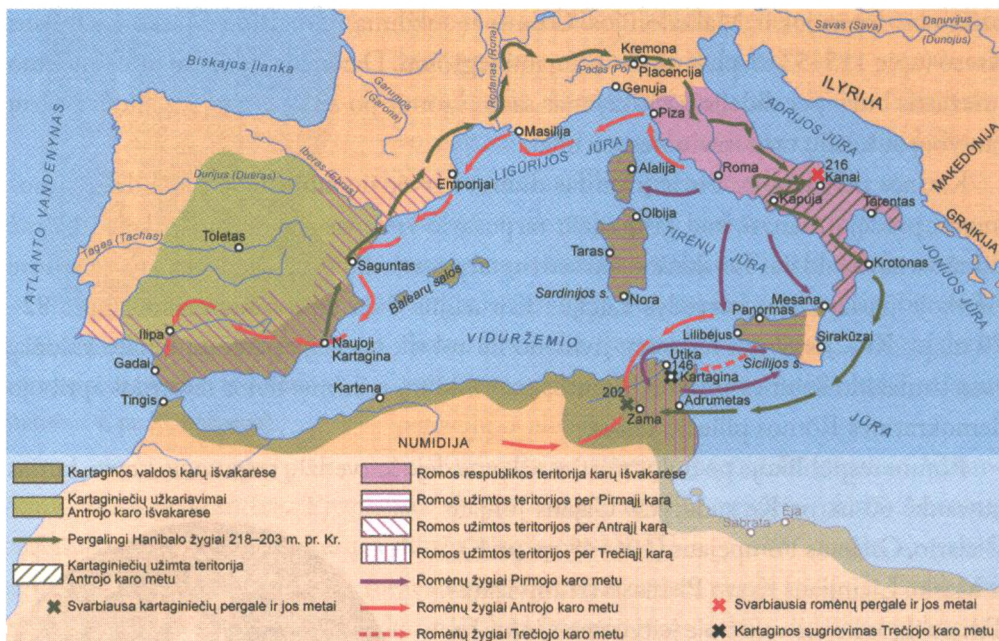 Savas (Sava)
Danuvijus
(Dunojus)
Biskajos įlanka
Garumna
(Garona)
Rodanas (Rona)
Kremona
Padas (Po)
Placencija
Genuja
ILYRIJA
ADRIJOS JŪRA
MAKEDONIJA
GRAIKIJA
JONIJOS JŪRA
ATLANTO VANDENYNAS
Masilija
Piza
LIGŪRIJOS JŪRA
Iberas (Ebras)
Emporijai
Alalija
Roma
216
Kanai
Kapuja
Tarentas
Durijus (Dueras)
Tagas (Tachas)
Toletas
Olbija
TIRĖNŲ JŪRA
Taras
Saguntas
Balearų salos
Sardinijos s.
Nora
Krotonas
Mesana
Panormas
Lilibėjus
Sirakūzai
Sicilijos s.
Ilipa
Gadai
Naujoji
Kartagina
VIDURŽEMIO
JŪRA
Utika
146
Kartagina
Tingis
Kartena
202
Zama
Adrumetas
NUMIDIJA
Sabrata
Ėja
Kartaginos valdos karų išvakarėse
Kartaginiečių užkariavimai
Antrojo karo išvakarėse
Pergalingi Hanibalo žygiai 218–203 m. pr. Kr.
Kartaginiečių užimta teritorija
Antrojo karo metu
Svarbiausa kartaginiečių pergalė ir jos metai
Romos respublikos teritorija karų išvakarėse
Romos užimtos teritorijos per Pirmąjį karą
Romos užimtos teritorijos per Antrąjį karą
Romos užimtos teritorijos per Trečiąjį karą
Romėnų žygiai Pirmojo karo metu
Romėnų žygiai Antrojo karo metu
Romėnų žygiai Trečiojo karo metu
Svarbiausia romėnų pergalė ir jos metai
Kartaginos sugriovimas Trečiojo karo metu